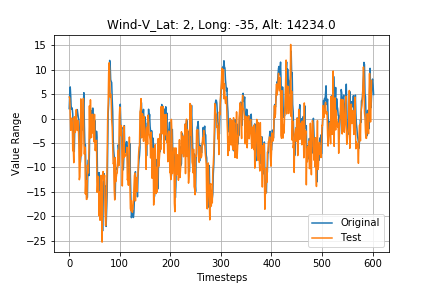 Wind-V_Lat: 2, Long: -35, Alt: 14234.0
Value Range
15
10
5
0
−5
−10
−15
−20
−25
0 100 200 300 400 500 600
Timesteps
Original
Test